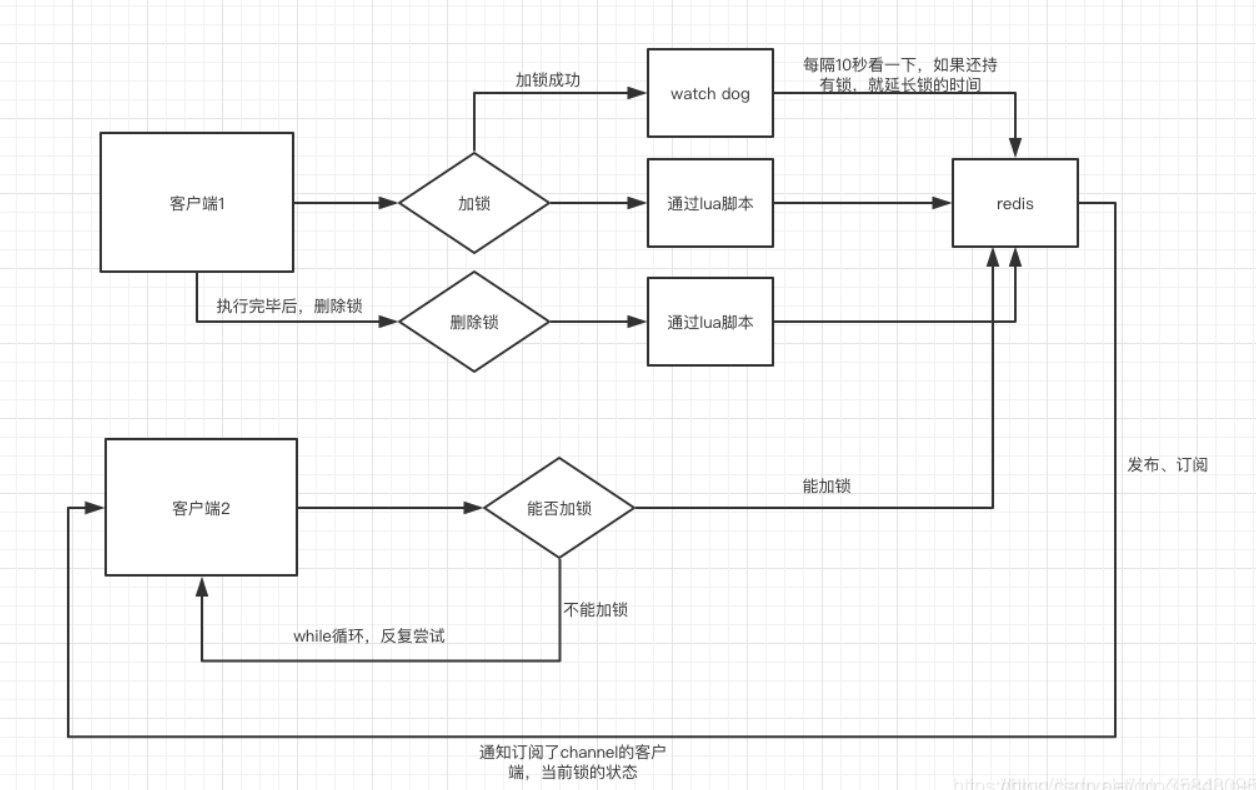 加锁成功
watch dog
每隔10秒看一下，如果还持
有锁，就延长锁的时间
客户端1
加锁
通过lua脚本
redis
执行完毕后，删除锁
删除锁
通过lua脚本
发布、订阅
能加锁
客户端2
能否加锁
不能加锁
while循环，反复尝试
通知订阅了channel的客户
端，当前锁的状态